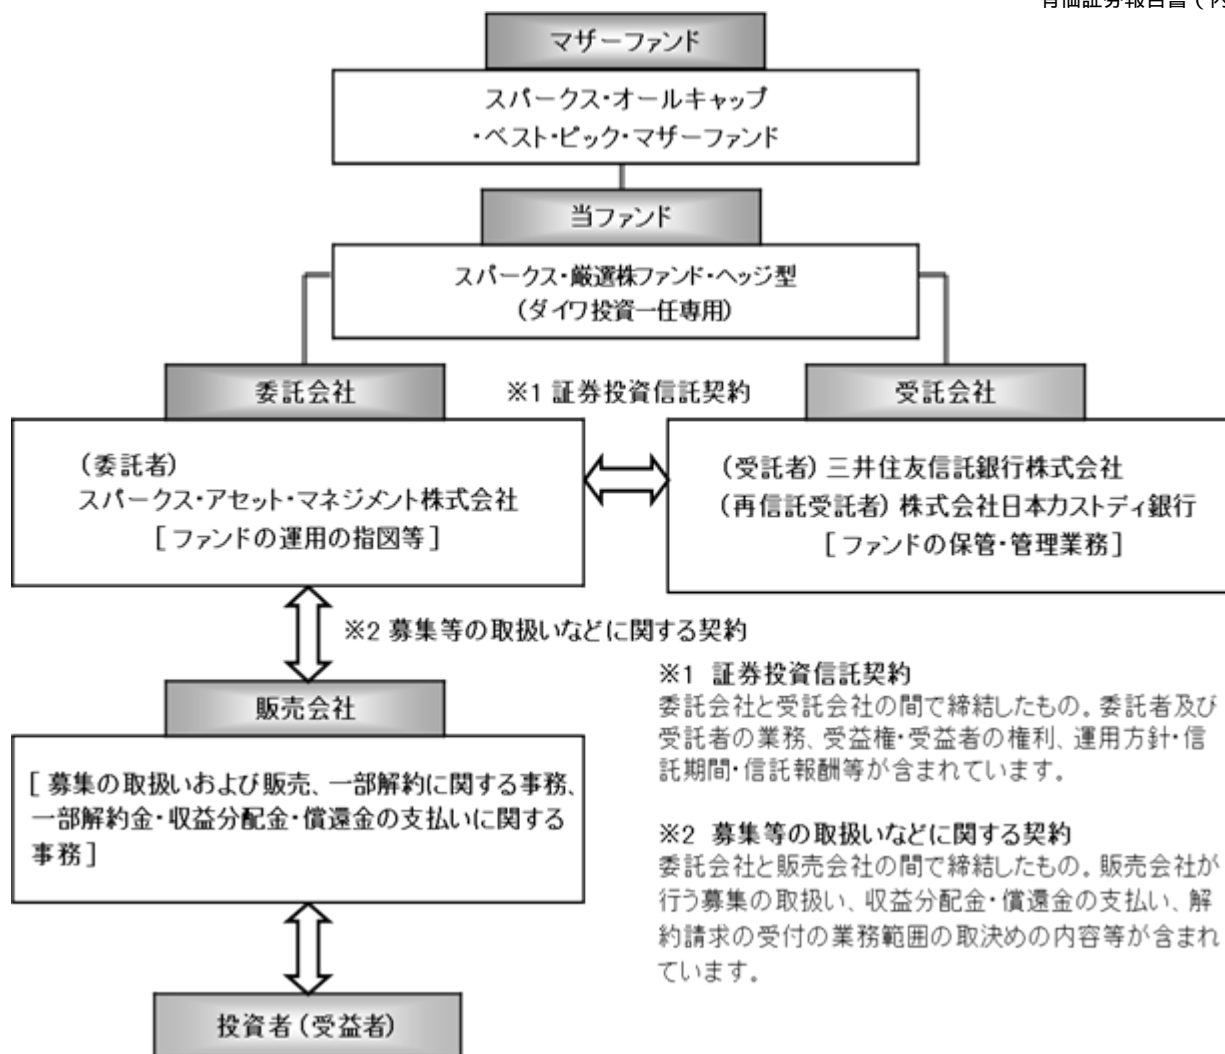 有価証券報告書（内
マザーファンド
スパークス・オールキャップ
・ベスト・ピック・マザーファンド
当ファンド
スパークス・厳選株ファンド・ヘッジ型
（ダイワ投資一任専用）
委託会社
※1 証券投資信託契約
受託会社
（委託者）
スパークス・アセット・マネジメント株式会社
［ファンドの運用の指図等］
（受託者）三井住友信託銀行株式会社
（再信託受託者）株式会社日本カストディ銀行
［ファンドの保管・管理業務］
※2 募集等の取扱いなどに関する契約
販売会社
［募集の取扱いおよび販売、一部解約に関する事務、
一部解約金・収益分配金・償還金の支払いに関する
事務］
投資者（受益者）
※1 証券投資信託契約
委託会社と受託会社の間で締結したもの。委託者及び
受託者の業務、受益権・受益者の権利、運用方針・信
託期間・信託報酬等が含まれています。
※2 募集等の取扱いなどに関する契約
委託会社と販売会社の間で締結したもの。販売会社が
行う募集の取扱い、収益分配金・償還金の支払い、解
約請求の受付の業務範囲の取決めの内容等が含まれ
ています。